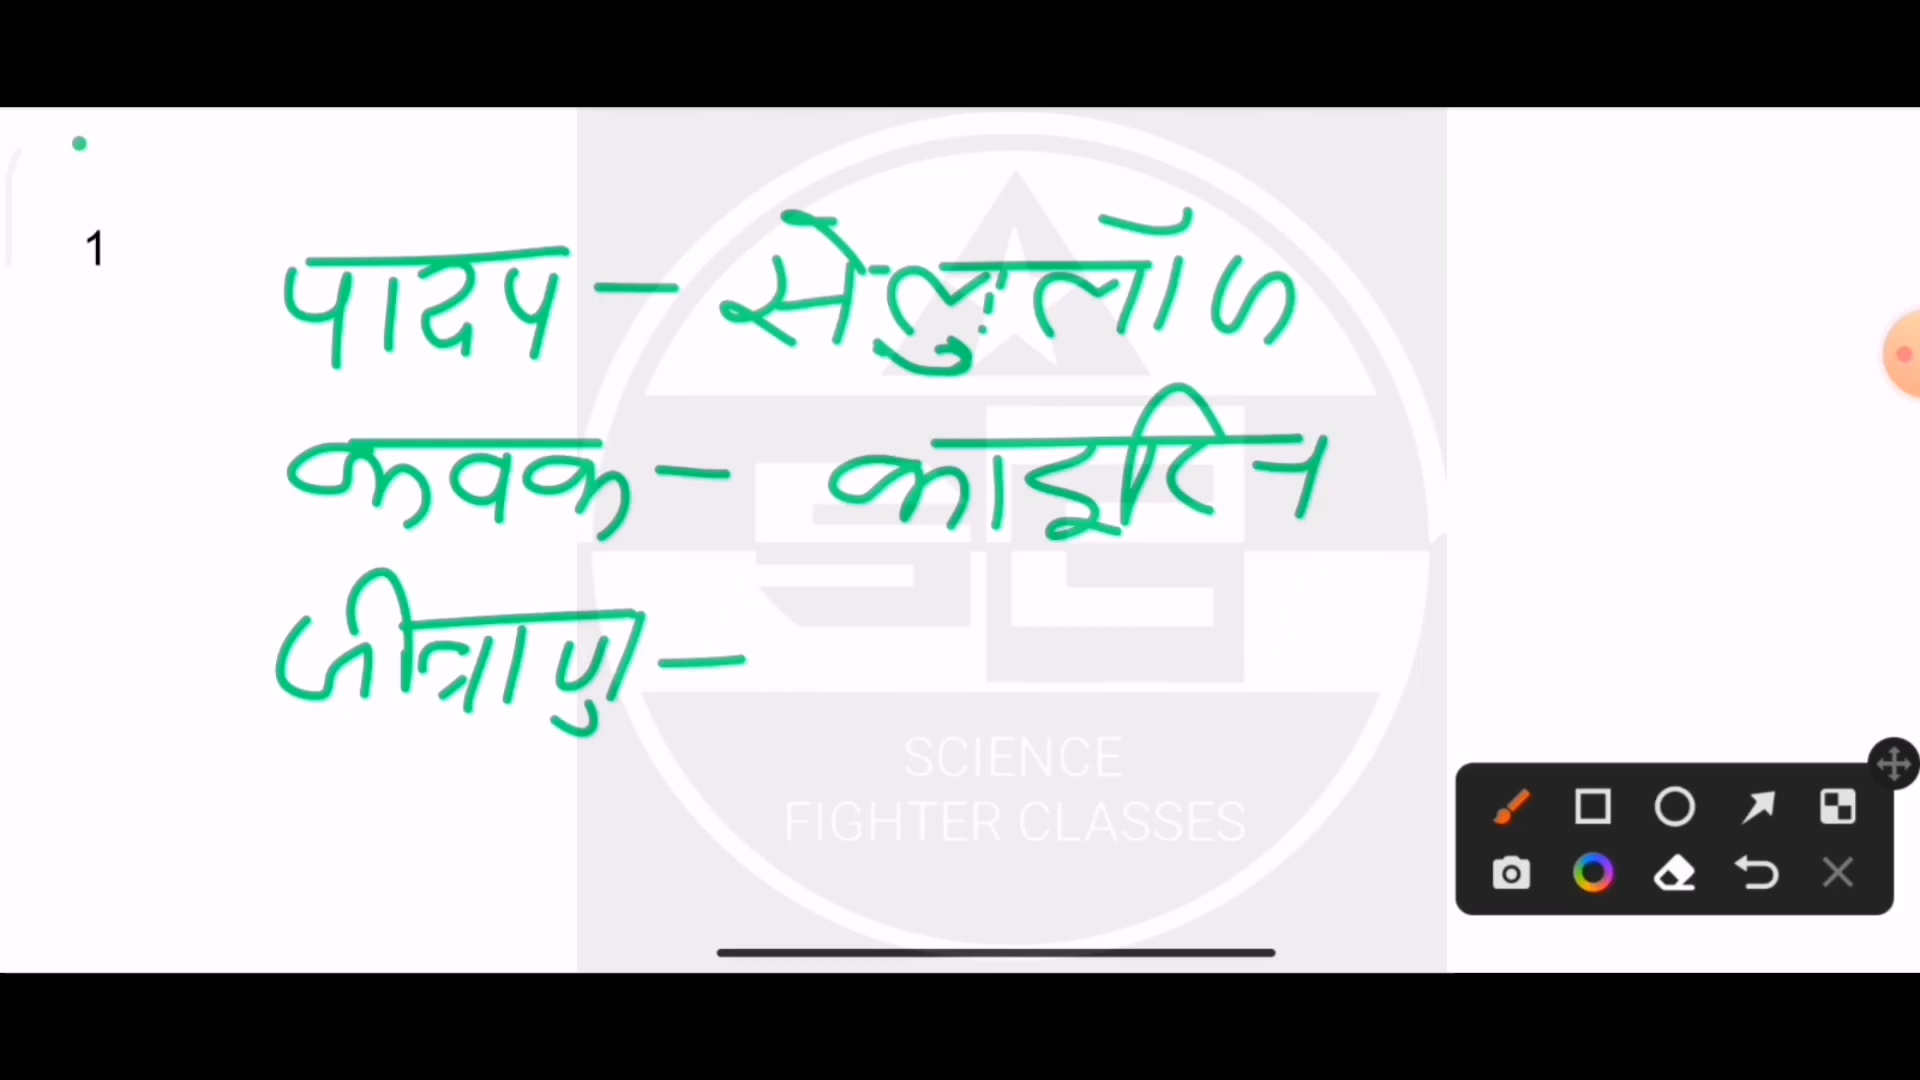 1
पादप - सेलुलॉज
कवक - काइटिन
जीवाणु -
SCIENCE
FIGHTER CLASSES